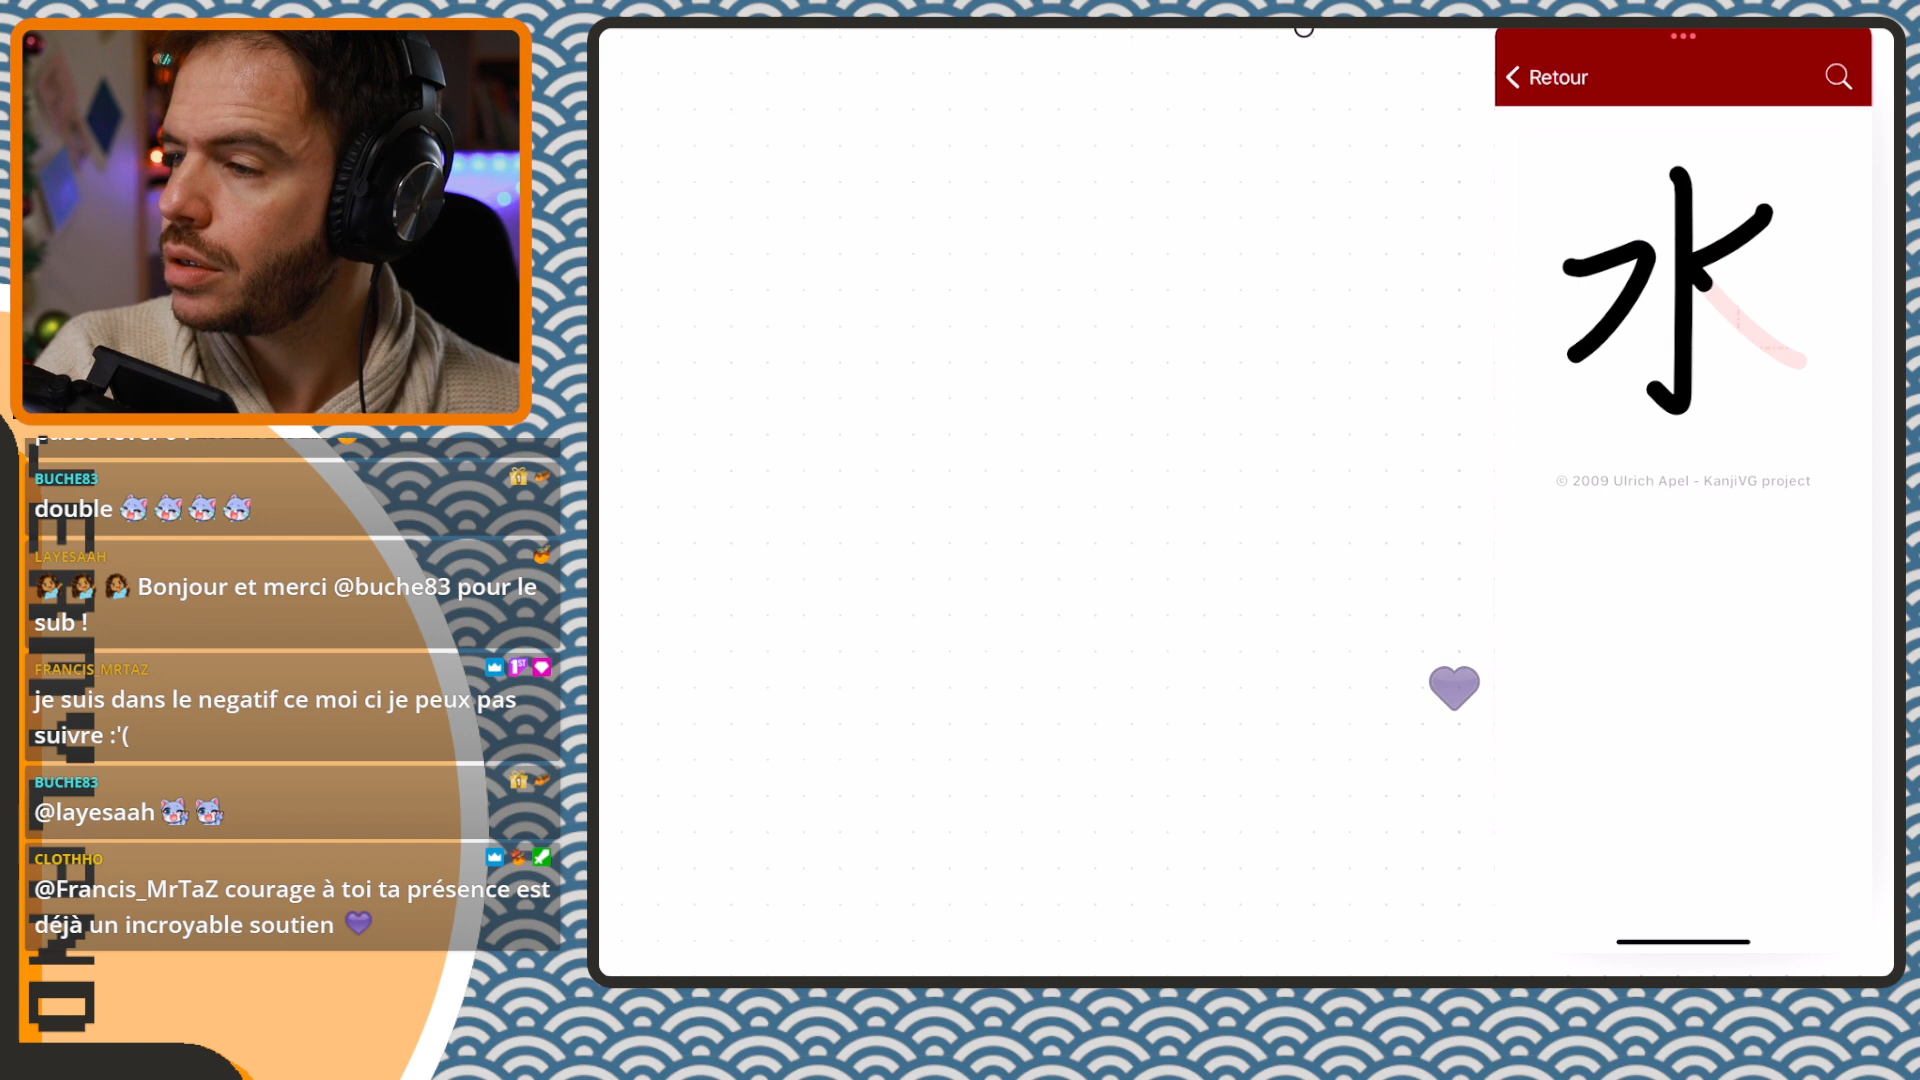 Retour
水
© 2009 Ulrich Apel - KanjiVG project
BUCHE83
double
LAYESAAH
Bonjour et merci @buche83 pour le
sub !
FRANCIS_MRTAZ
1ST
je suis dans le negatif ce moi ci je peux pas
suivre :'(
BUCHE83
@layesaah
CLOTHHO
@Francis_MrTaZ courage à toi ta présence est
déjà un incroyable soutien 💜